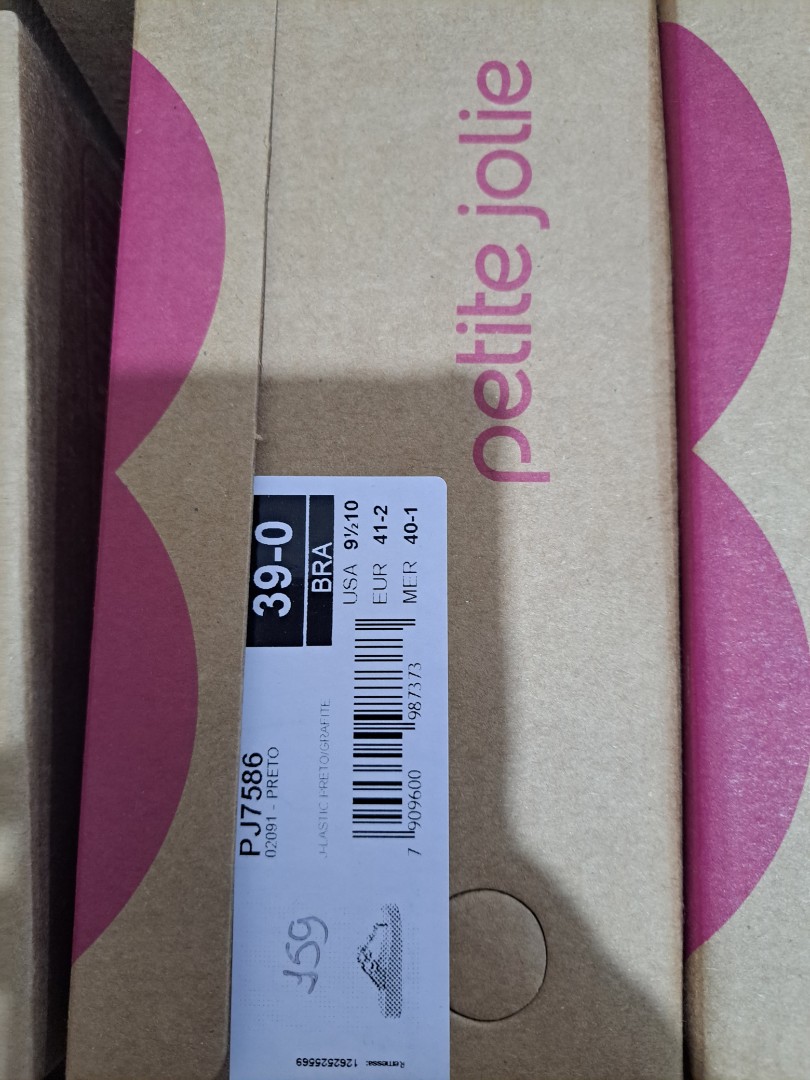 petite jolie
39-0
BRA
USA 9½10
EUR 41-2
MER 40-1
PJ7586
02091 - PRETO
J-LASTIC PRETO/GRAFITE
7 909600 987373
159
Remessa: 1262525569